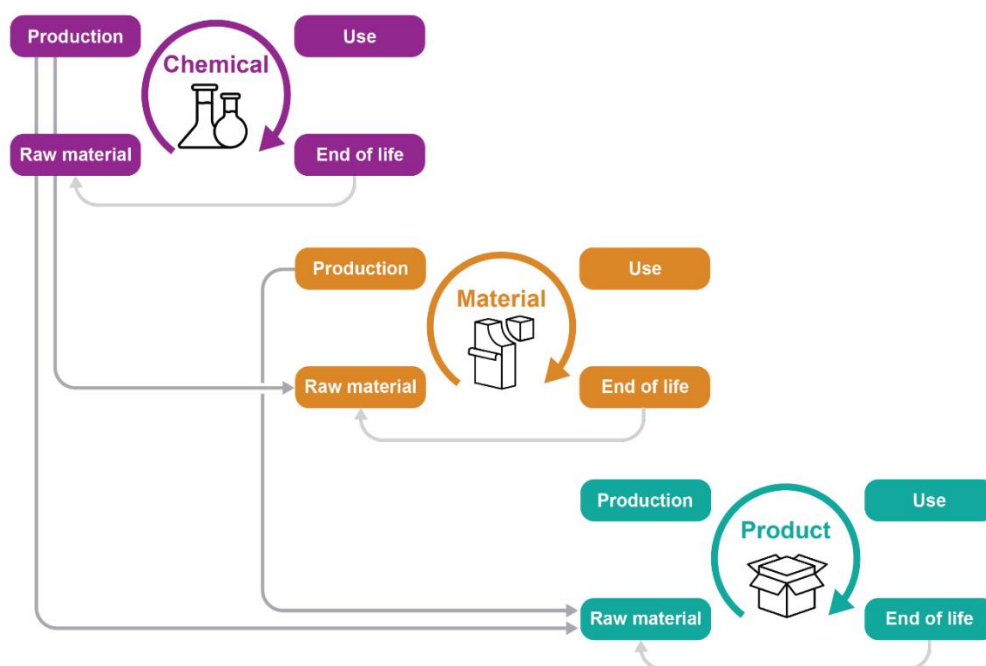 Production
Use
Chemical
Raw material
End of life
Production
Use
Material
Raw material
End of life
Production
Use
Product
Raw material
End of life